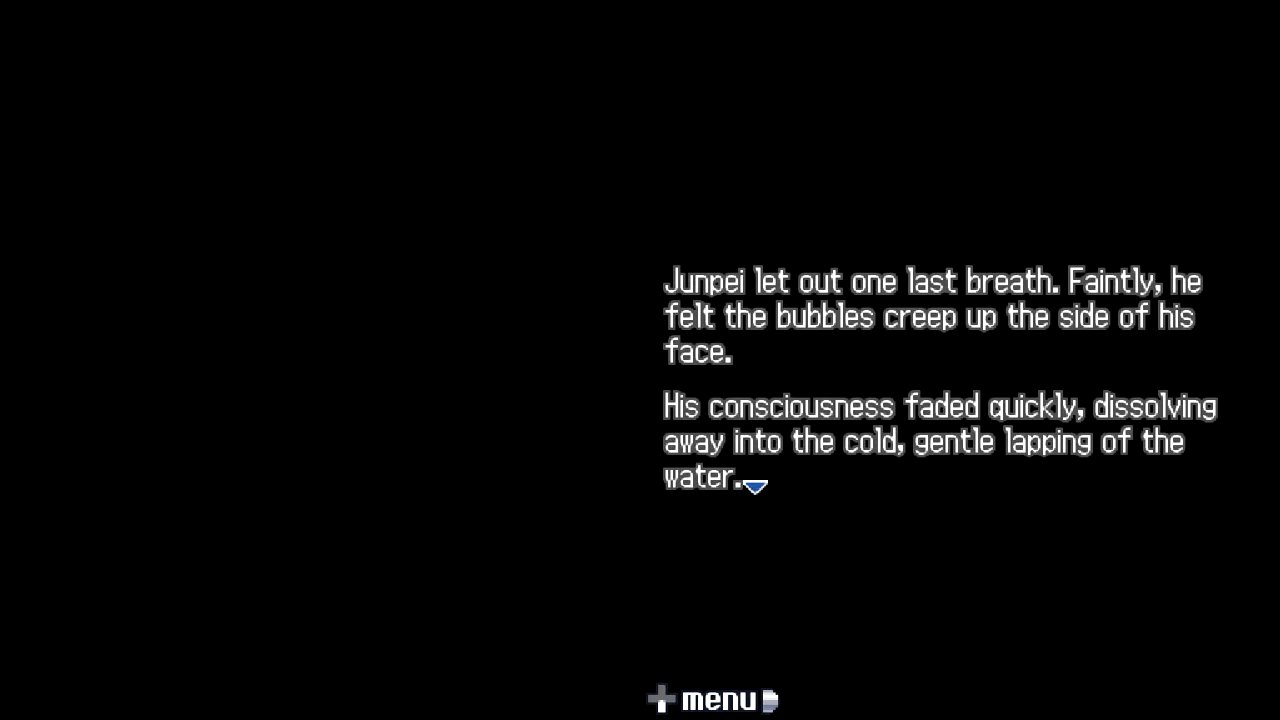 Junpei let out one last breath. Faintly, he
felt the bubbles creep up the side of his
face.
His consciousness faded quickly, dissolving
away into the cold, gentle lapping of the
water.
menu